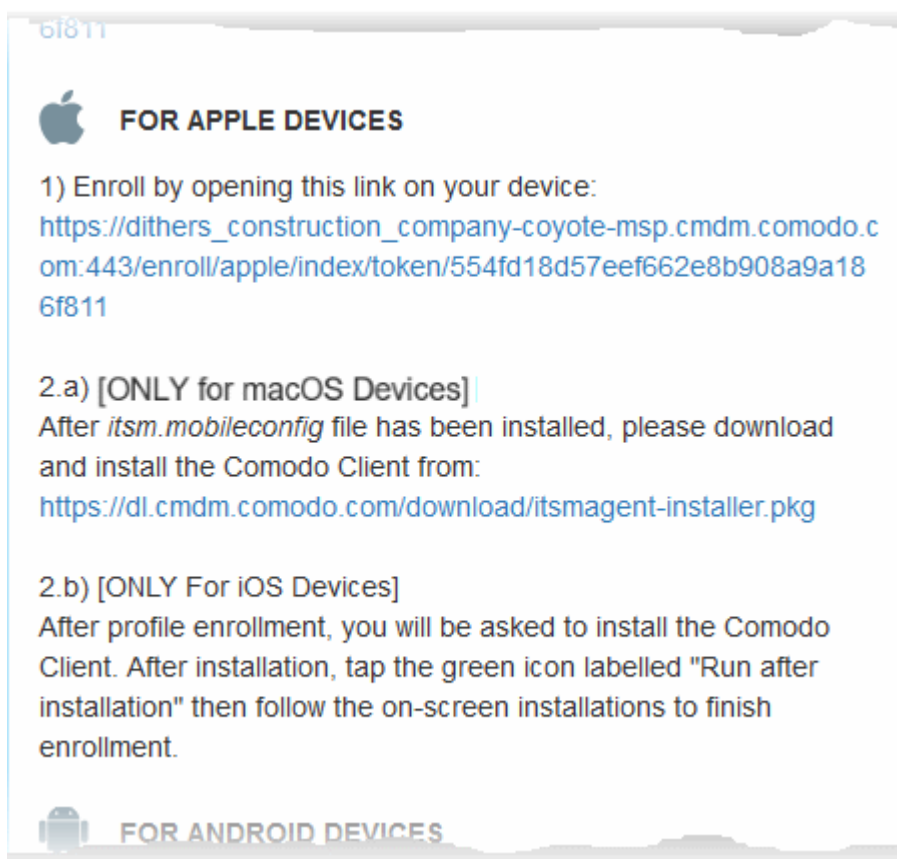 6f811
FOR APPLE DEVICES
1) Enroll by opening this link on your device:
https://dithers_construction_company-coyote-msp.cmdm.comodo.c
om:443/enroll/apple/index/token/554fd18d57eef662e8b908a9a18
6f811
2.a) [ONLY for macOS Devices]
After itsm.mobileconfig file has been installed, please download
and install the Comodo Client from:
https://dl.cmdm.comodo.com/download/itsmagent-installer.pkg
2.b) [ONLY For iOS Devices]
After profile enrollment, you will be asked to install the Comodo
Client. After installation, tap the green icon labelled "Run after
installation" then follow the on-screen installations to finish
enrollment.
FOR ANDROID DEVICES